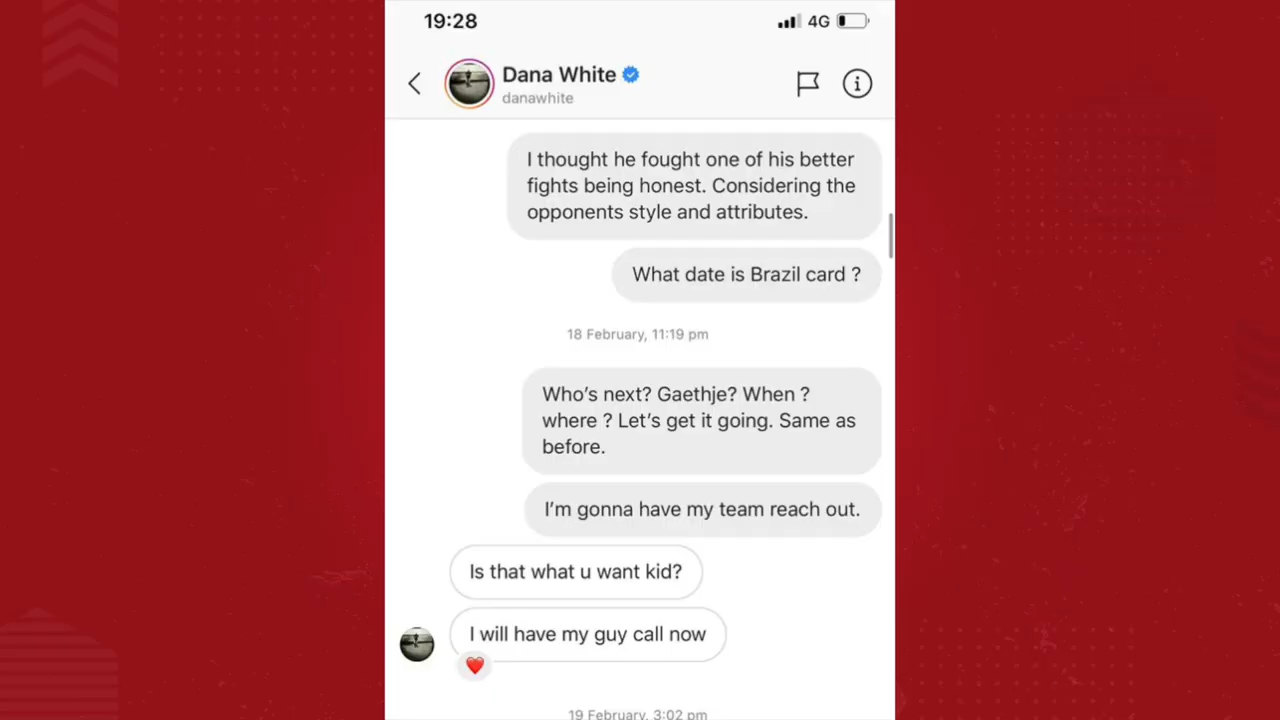 19:28
4G
Dana White
danawhite
I thought he fought one of his better
fights being honest. Considering the
opponents style and attributes.
What date is Brazil card ?
18 February, 11:19 pm
Who's next? Gaethje? When ?
where ? Let's get it going. Same as
before.
I'm gonna have my team reach out.
Is that what u want kid?
I will have my guy call now
19 February, 3:02 pm